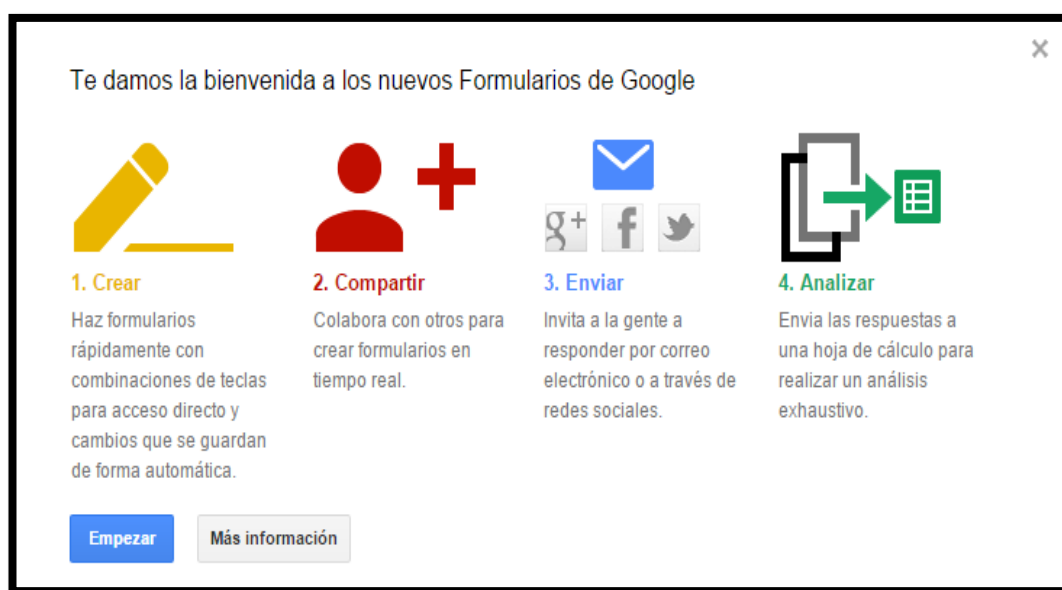 Te damos la bienvenida a los nuevos Formularios de Google
g+ f
1. Crear
Haz formularios
rápidamente con
combinaciones de teclas
para acceso directo y
cambios que se guardan
de forma automática.
2. Compartir
Colabora con otros para
crear formularios en
tiempo real.
3. Enviar
Invita a la gente a
responder por correo
electrónico o a través de
redes sociales.
4. Analizar
Envia las respuestas a
una hoja de cálculo para
realizar un análisis
exhaustivo.
Empezar
Más información